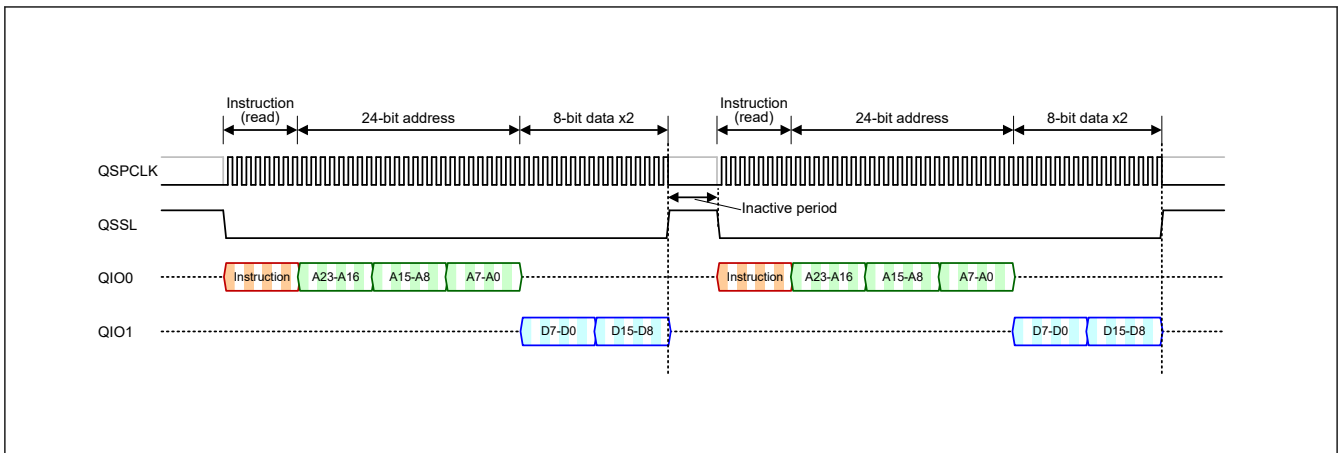 Instruction
(read)
24-bit address
8-bit data x2
Instruction
(read)
24-bit address
8-bit data x2
QSPCLK
Inactive period
QSSL
QIO0
Instruction
A23-A16
A15-A8
A7-A0
Instruction
A23-A16
A15-A8
A7-A0
QIO1
D7-D0
D15-D8
D7-D0
D15-D8